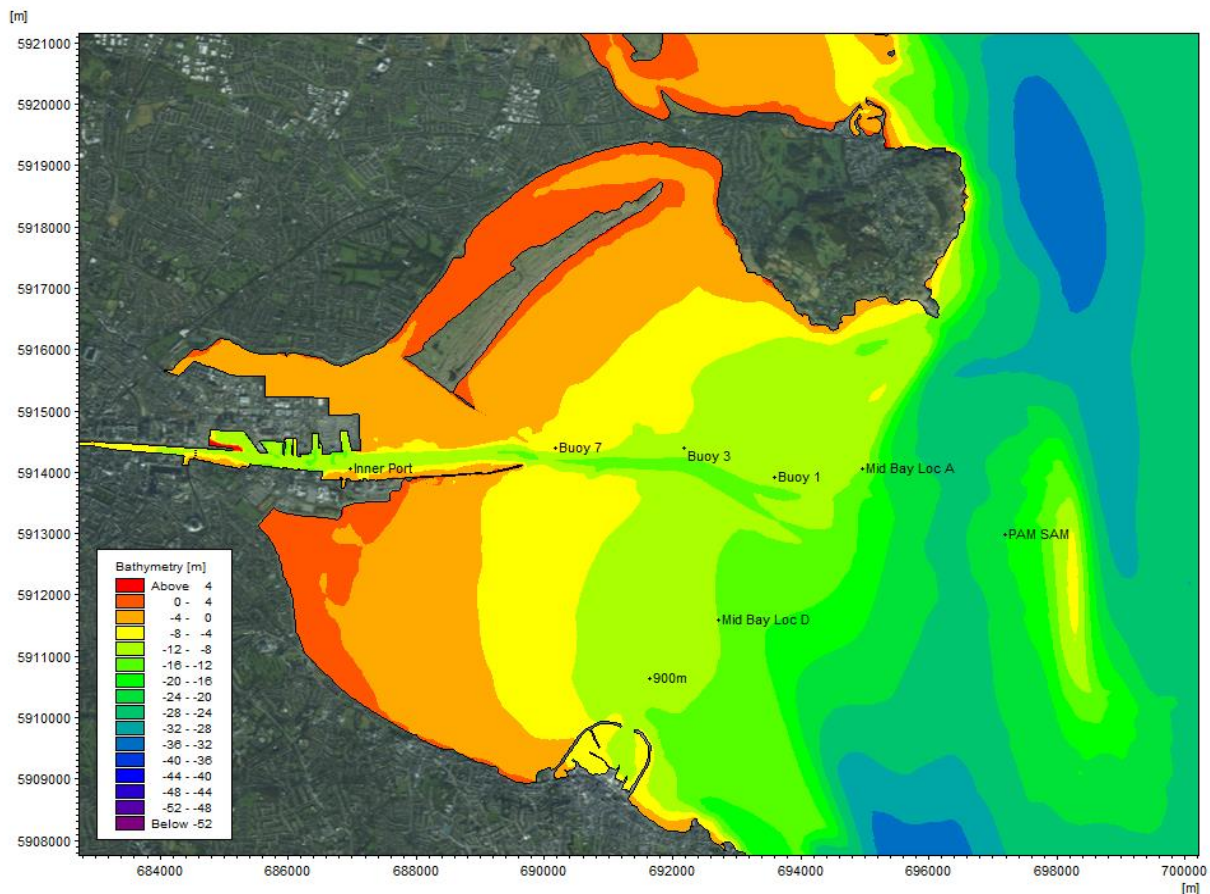 [m]
5921000
5920000
5919000
5918000
5917000
5916000
5915000
5914000
5913000
5912000
5911000
5910000
5909000
5908000
Buoy 7
Buoy 3
Inner Port
Buoy 1
Mid Bay Loc A
PAM SAM
Mid Bay Loc D
900m
Bathymetry [m]
Above 4
0 - 4
-4 - 0
-8 - -4
-12 - -8
-16 - -12
-20 - -16
-24 - -20
-28 - -24
-32 - -28
-36 - -32
-40 - -36
-44 - -40
-48 - -44
-52 - -48
Below -52
684000 686000 688000 690000 692000 694000 696000 698000 700000
[m]